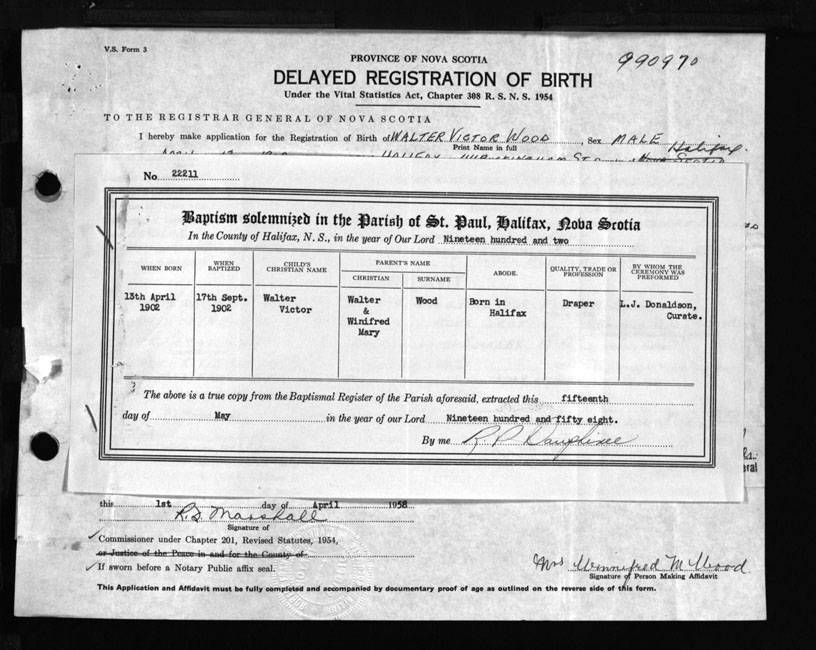 V.S. Form 3
990970
PROVINCE OF NOVA SCOTIA
DELAYED REGISTRATION OF BIRTH
Under the Vital Statistics Act, Chapter 308 R. S. N. S. 1954
TO THE REGISTRAR GENERAL OF NOVA SCOTIA
I hereby make application for the Registration of Birth of WALTER VICTOR WOOD, Sex MALE
Print Name in full
Halifax
No. 22211
Baptism solemnized in the Parish of St. Paul, Halifax, Nova Scotia
In the County of Halifax, N. S., in the year of Our Lord Nineteen hundred and two
WHEN BORN WHEN BAPTIZED CHILD'S CHRISTIAN NAME PARENT'S NAME ABODE. QUALITY, TRADE OR PROFESSION BY WHOM THE CEREMONY WAS PREFORMED
CHRISTIAN SURNAME
13th April 17th Sept. Walter Walter Wood Born in Draper L.J. Donaldson,
1902 1902 Victor & Halifax Curate.
Winifred
Mary
The above is a true copy from the Baptismal Register of the Parish aforesaid, extracted this fifteenth
day of May in the year of our Lord Nineteen hundred and fifty eight.
By me R. P. Dauphinee
this 1st day of April 1958
R.S. Marshall
Signature of
Commissioner under Chapter 201, Revised Statutes, 1954,
or Justice of the Peace in and for the County of
If sworn before a Notary Public affix seal.
Mrs Winnifred M Wood
Signature of Person Making Affidavit
This Application and Affidavit must be fully completed and accompanied by documentary proof of age as outlined on the reverse side of this form.